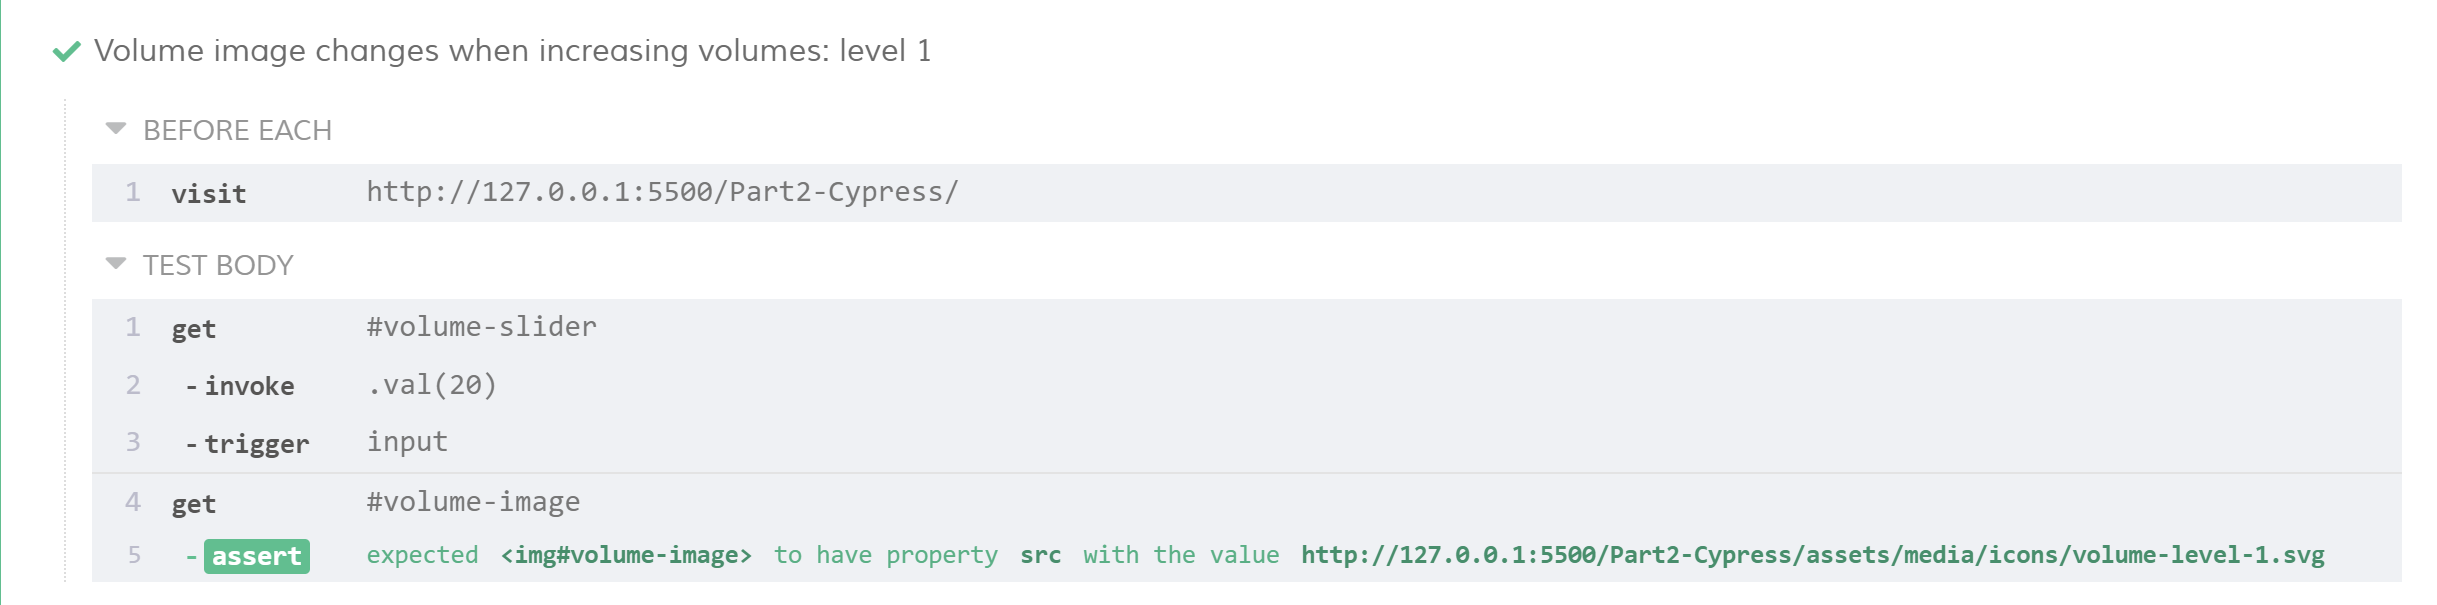 Volume image changes when increasing volumes: level 1
BEFORE EACH
1 visit http://127.0.0.1:5500/Part2-Cypress/
TEST BODY
1 get #volume-slider
2 -invoke .val(20)
3 -trigger input
4 get #volume-image
5 -assert expected <img#volume-image> to have property src with the value http://127.0.0.1:5500/Part2-Cypress/assets/media/icons/volume-level-1.svg